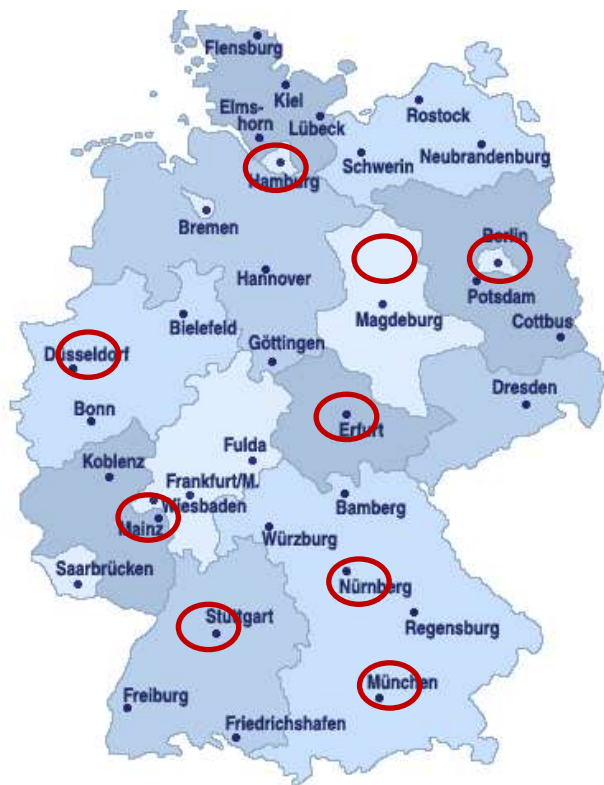 Flensburg
Kiel
Elms-
horn
Lübeck
Rostock
Schwerin
Neubrandenburg
Hamburg
Bremen
Berlin
Hannover
Potsdam
Magdeburg
Bielefeld
Cottbus
Göttingen
Düsseldorf
Dresden
Bonn
Erfurt
Fulda
Koblenz
Frankfurt/M.
Wiesbaden
Bamberg
Mainz
Würzburg
Saarbrücken
Nürnberg
Stuttgart
Regensburg
München
Freiburg
Friedrichshafen